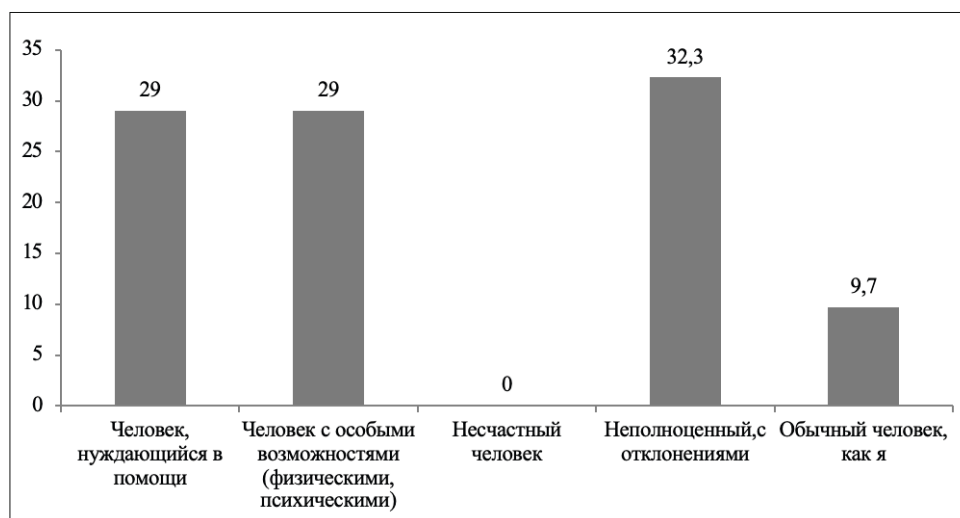 35
30
25
20
15
10
5
0
29
29
0
32,3
9,7
Человек,
нуждающийся в
помощи
Человек с особыми
возможностями
(физическими,
психическими)
Несчастный
человек
Неполноценный,с
отклонениями
Обычный человек,
как я